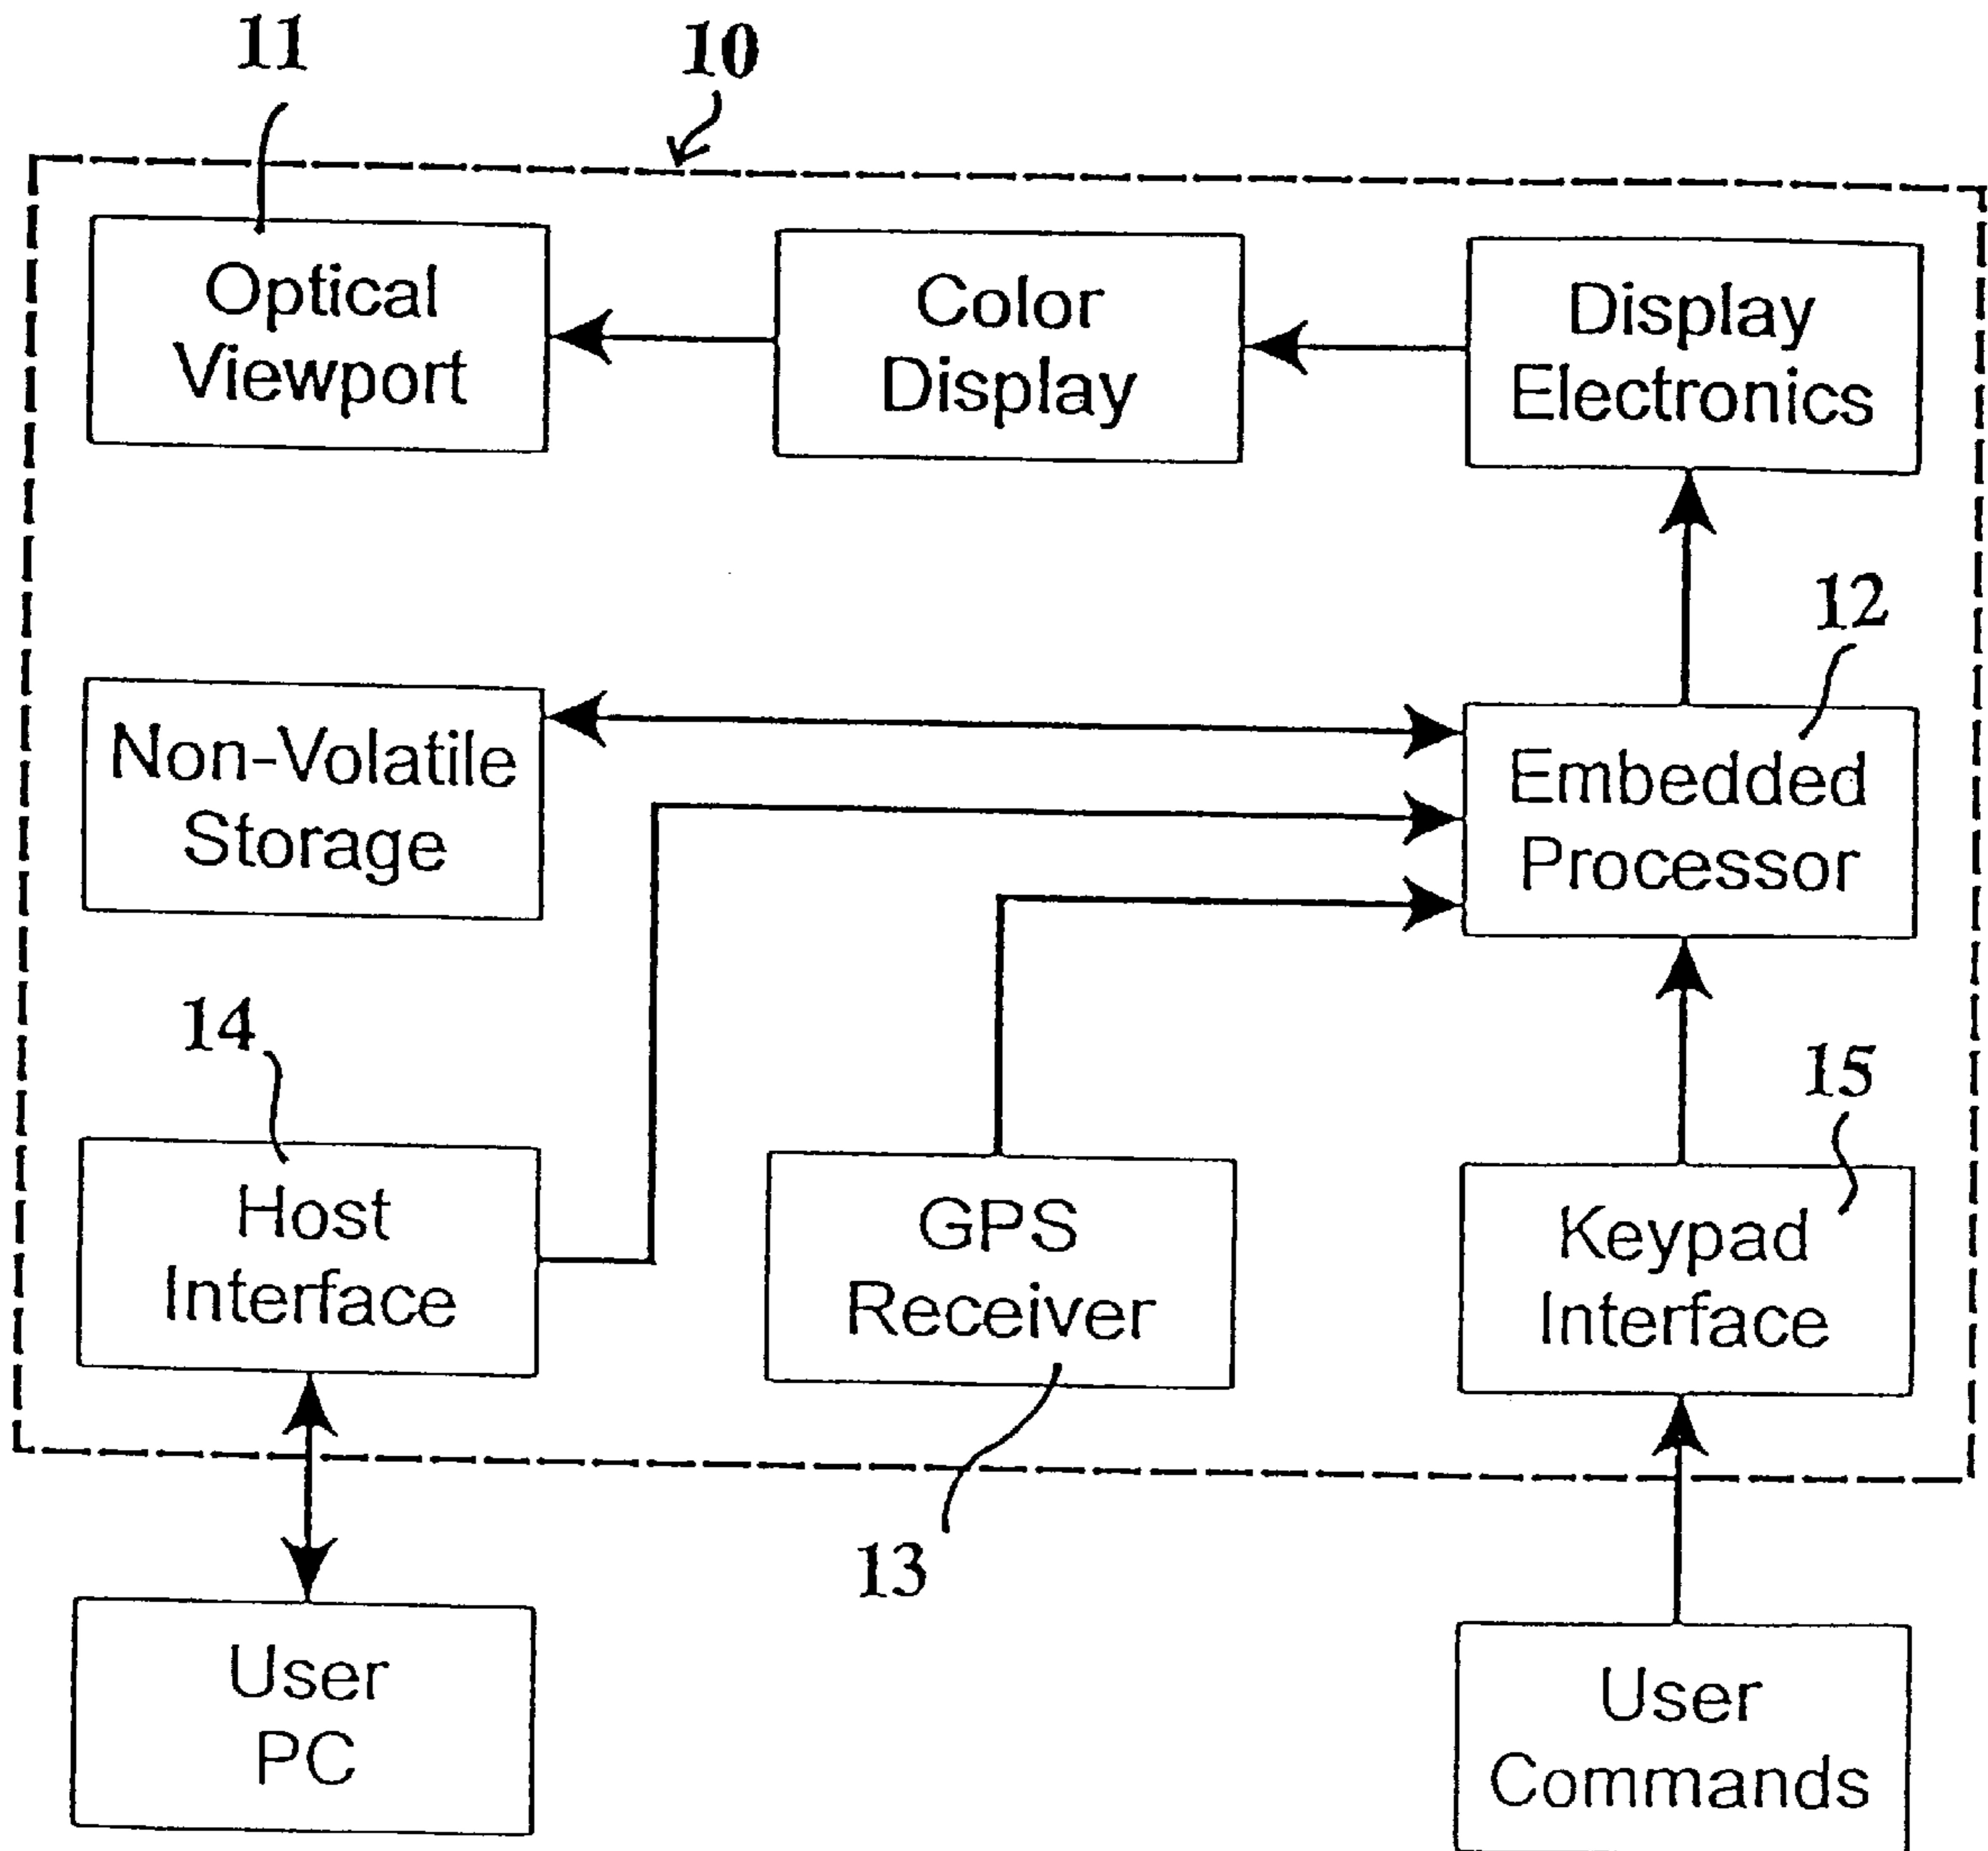 11
10
Optical
Viewport
Color
Display
Display
Electronics
12
Non-Volatile
Storage
Embedded
Processor
14
15
Host
Interface
GPS
Receiver
Keypad
Interface
13
User
PC
User
Commands